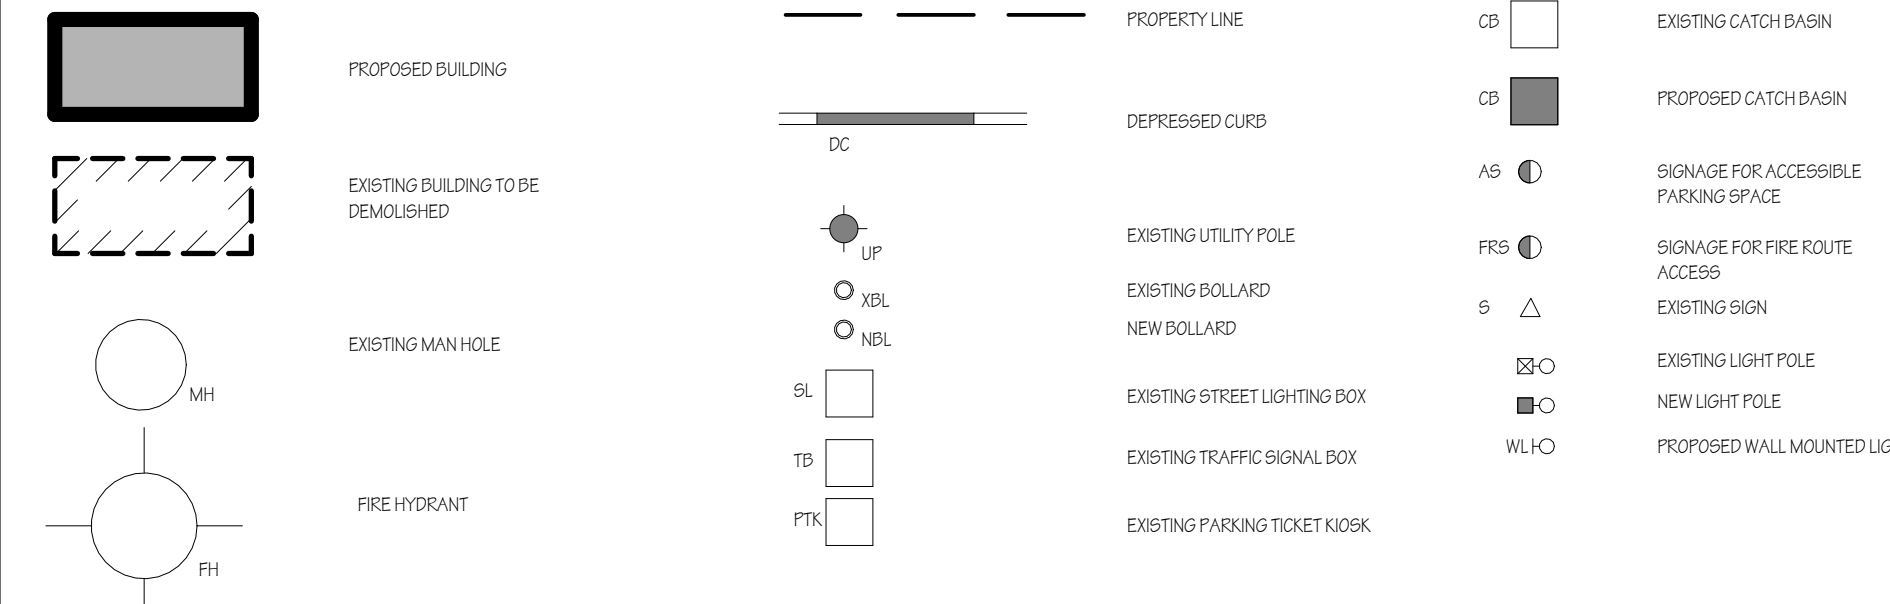 PROPOSED BUILDING
EXISTING BUILDING TO BE
DEMOLISHED
EXISTING MAN HOLE
MH
FIRE HYDRANT
FH
PROPERTY LINE
DEPRESSED CURB
DC
EXISTING UTILITY POLE
UP
EXISTING BOLLARD
XBL
NEW BOLLARD
NBL
SL
EXISTING STREET LIGHTING BOX
TB
EXISTING TRAFFIC SIGNAL BOX
PTK
EXISTING PARKING TICKET KIOSK
CB
EXISTING CATCH BASIN
CB
PROPOSED CATCH BASIN
AS
SIGNAGE FOR ACCESSIBLE
PARKING SPACE
FRS
SIGNAGE FOR FIRE ROUTE
ACCESS
S
EXISTING SIGN
EXISTING LIGHT POLE
NEW LIGHT POLE
WL
PROPOSED WALL MOUNTED